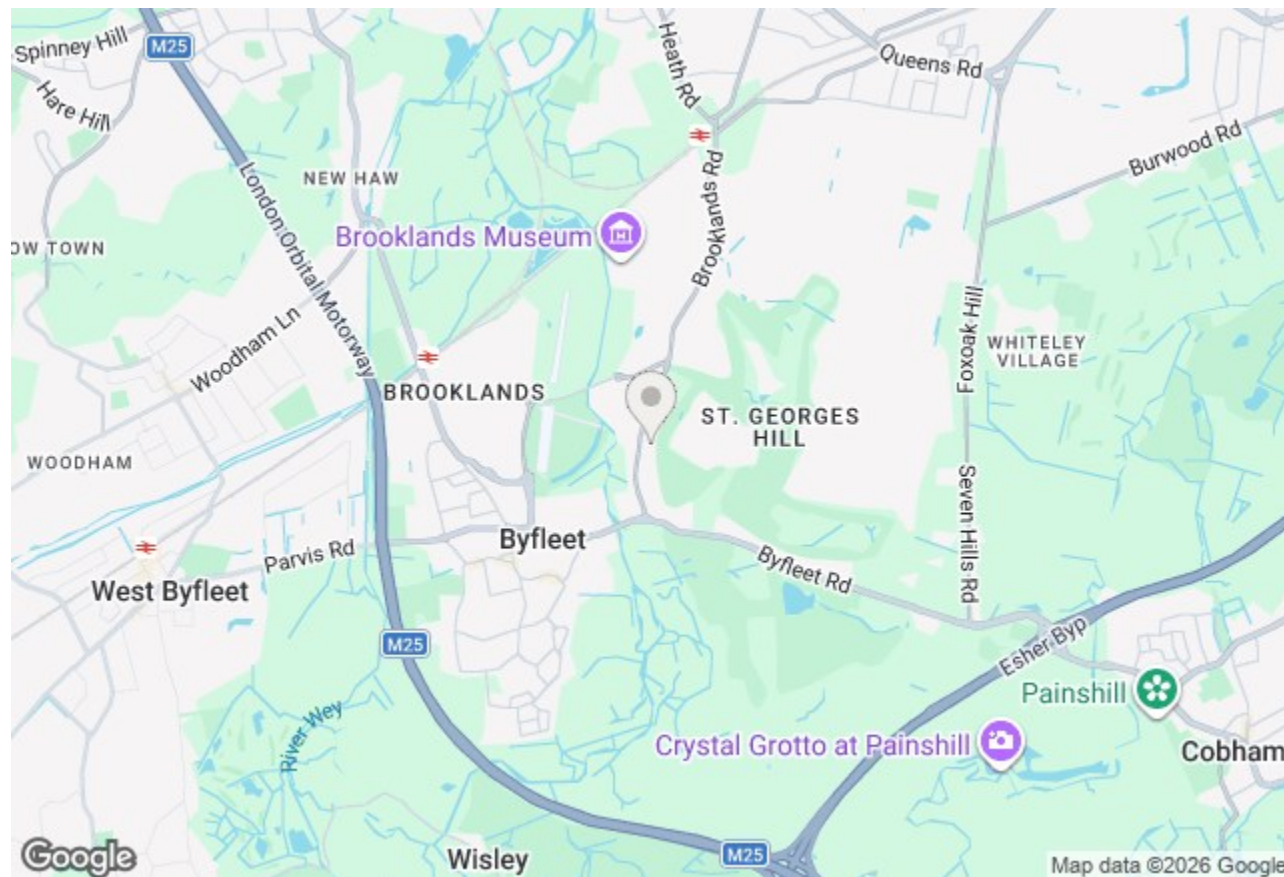 Spinney Hill
M25
Heath Rd
Queens Rd
Hare Hill
Burwood Rd
NEW HAW
London Orbital Motorway
Brooklands Museum
Brooklands Rd
OW TOWN
Woodham Ln
Foxoak Hill
WHITELEY
VILLAGE
BROOKLANDS
ST. GEORGES
HILL
WOODHAM
Seven Hills Rd
Byfleet
Parvis Rd
Byfleet Rd
West Byfleet
M25
Esher Byp
Painshill
River Wey
Crystal Grotto at Painshill
Cobham
Wisley
M25
Google
Map data ©2026 Google